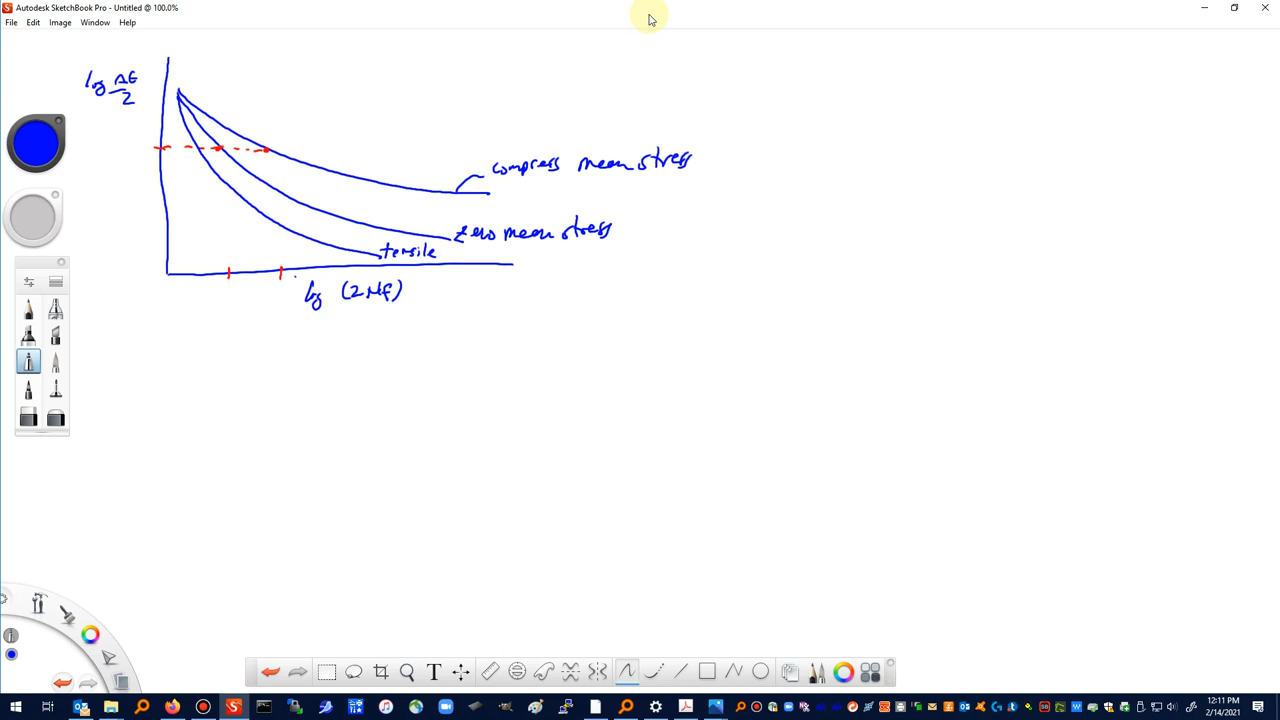 Autodesk SketchBook Pro - Untitled @ 100.0%
File Edit Image Window Help
log Δε/2
compress mean stress
zero mean stress
tensile
log (2Nf)
12:11 PM
2/14/2021